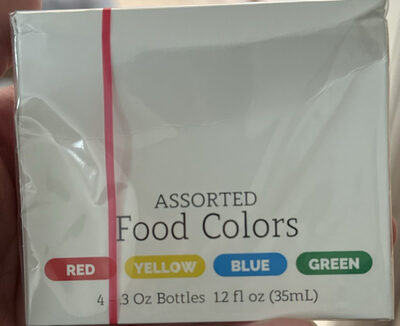 ASSORTED
Food Colors
RED YELLOW BLUE GREEN
4 - .3 Oz Bottles 1.2 fl oz (35mL)